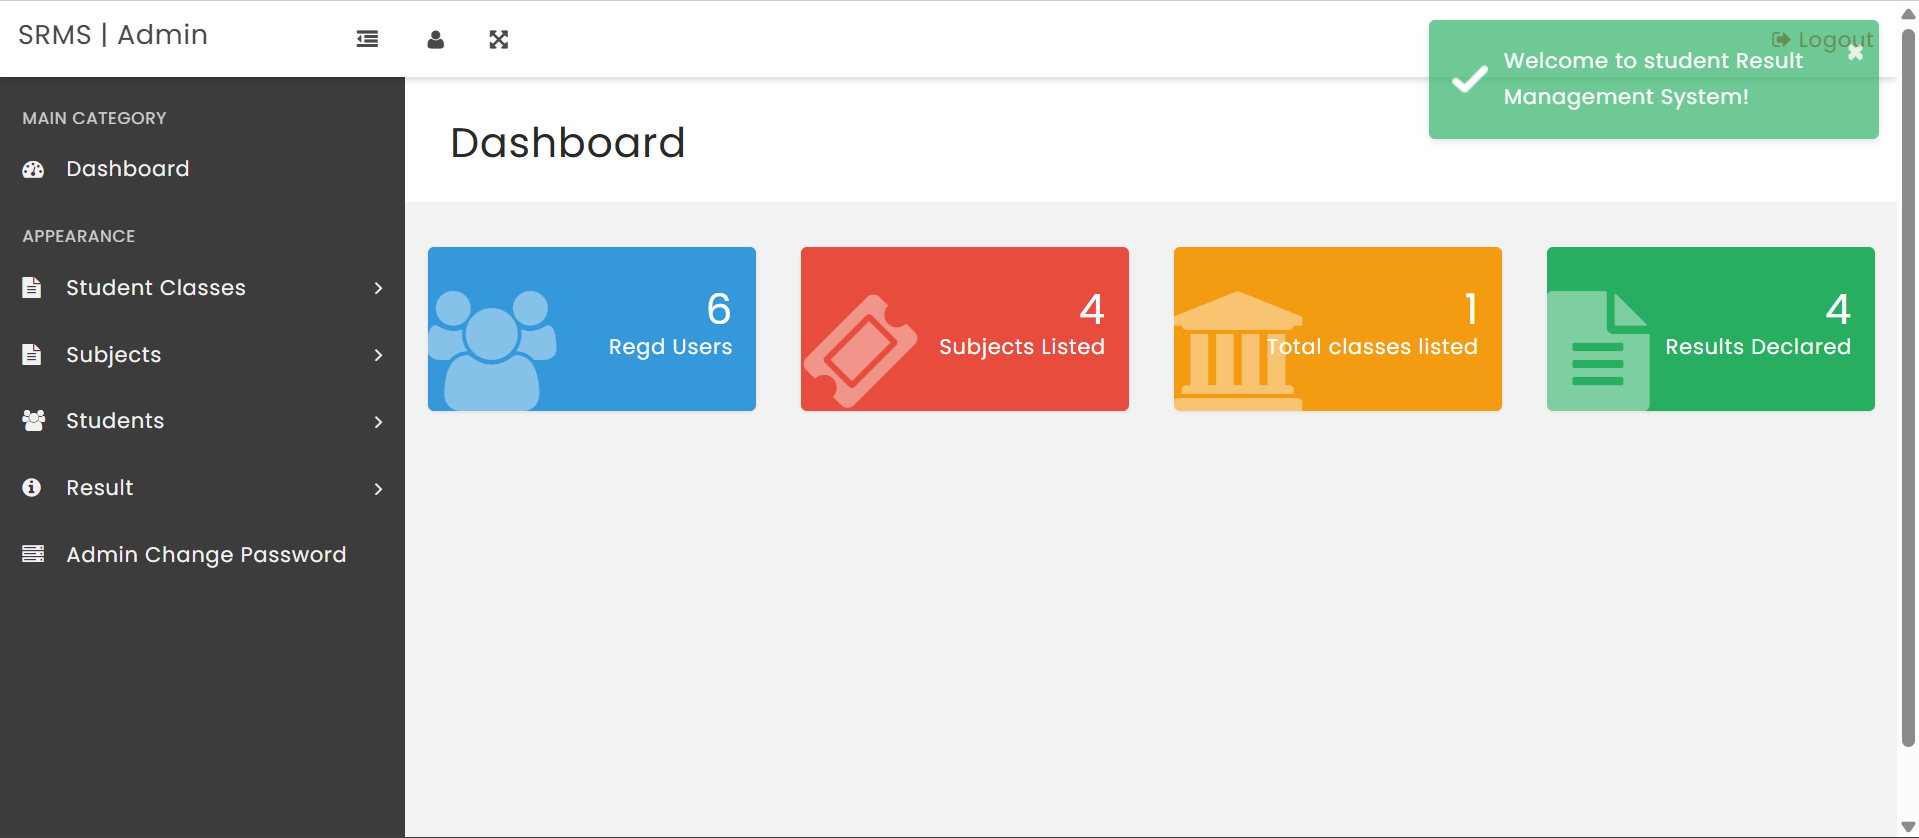 SRMS | Admin
Logout
Welcome to student Result
Management System!
MAIN CATEGORY
Dashboard
APPEARANCE
Student Classes
Subjects
Students
Result
Admin Change Password
Dashboard
6
Regd Users
4
Subjects Listed
1
Total classes listed
4
Results Declared